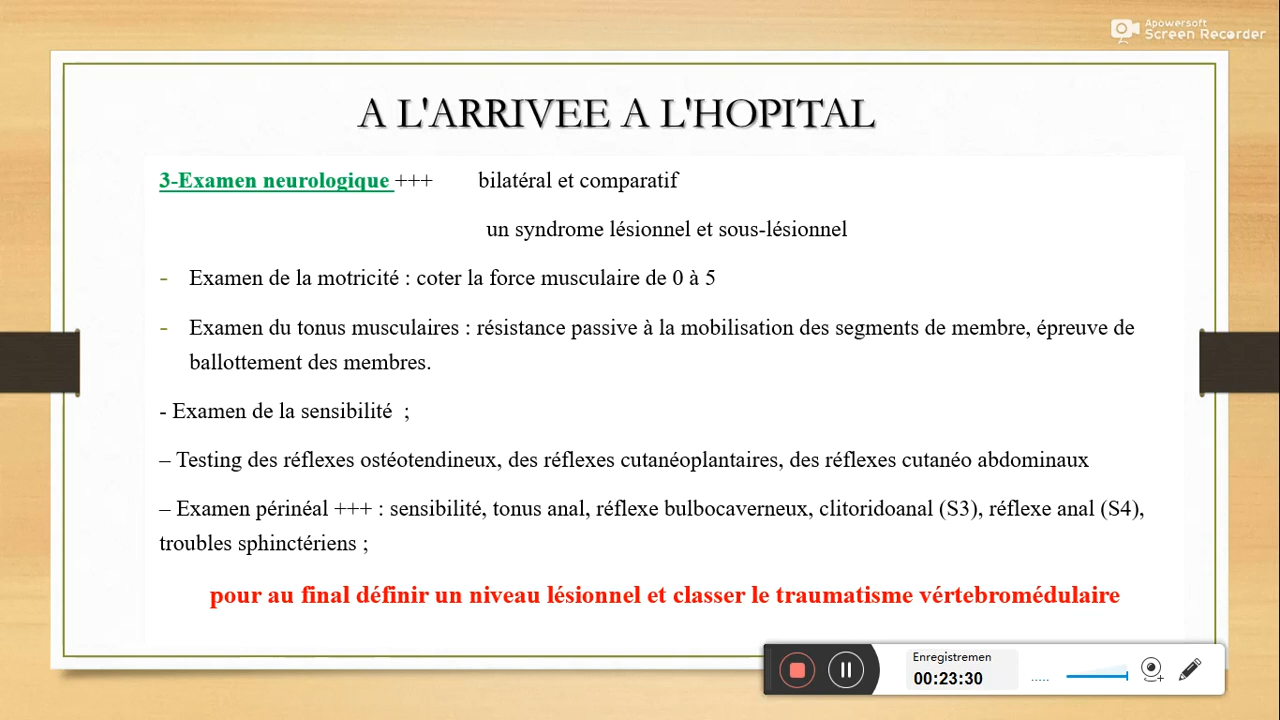 Apowersoft
Screen Recorder
A L'ARRIVEE A L'HOPITAL
3-Examen neurologique +++ bilatéral et comparatif
un syndrome lésionnel et sous-lésionnel
- Examen de la motricité : coter la force musculaire de 0 à 5
- Examen du tonus musculaires : résistance passive à la mobilisation des segments de membre, épreuve de
ballottement des membres.
- Examen de la sensibilité ;
– Testing des réflexes ostéotendineux, des réflexes cutanéoplantaires, des réflexes cutanéo abdominaux
– Examen périnéal +++ : sensibilité, tonus anal, réflexe bulbocaverneux, clitoridoanal (S3), réflexe anal (S4),
troubles sphinctériens ;
pour au final définir un niveau lésionnel et classer le traumatisme vértebromédulaire
Enregistremen
00:23:30